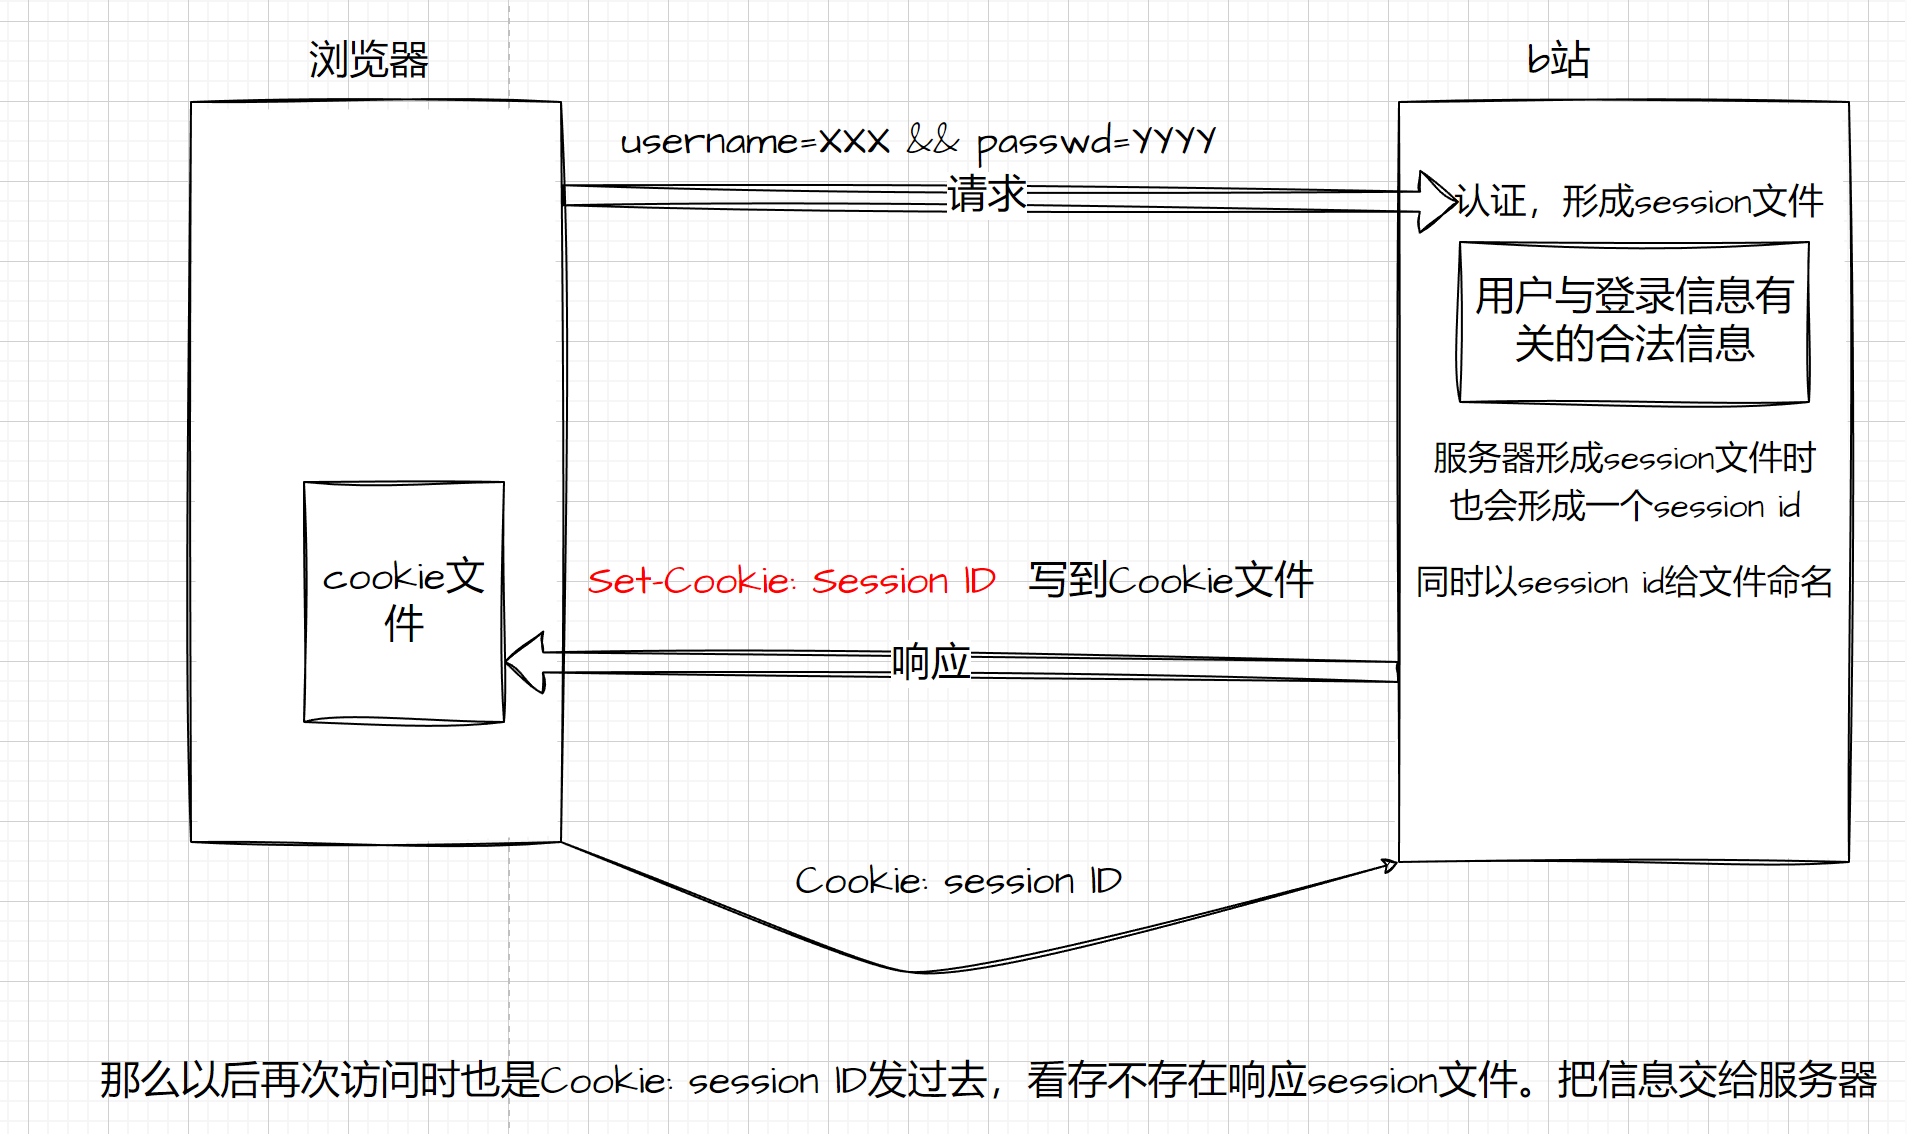 浏览器
b站
username=XXX && passwd=YYYY
请求
认证，形成session文件
用户与登录信息有
关的合法信息
服务器形成session文件时
也会形成一个session id
cookie文
件
Set-Cookie: Session ID 写到Cookie文件
同时以session id给文件命名
响应
Cookie: session ID
那么以后再次访问时也是Cookie: session ID发过去，看存不存在响应session文件。把信息交给服务器